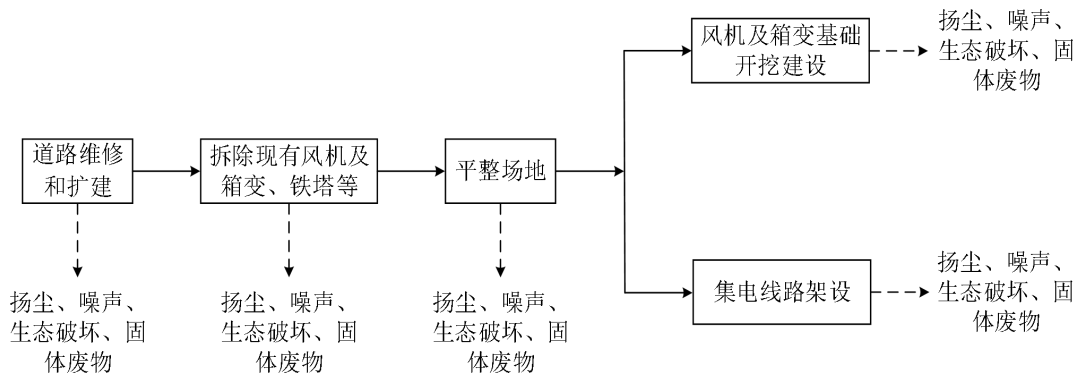 道路维修
和扩建
扬尘、噪声、
生态破坏、固
体废物
拆除现有风机及
箱变、铁塔等
扬尘、噪声、
生态破坏、固
体废物
平整场地
扬尘、噪声、
生态破坏、固
体废物
风机及箱变基础
开挖建设
扬尘、噪声、
生态破坏、固
体废物
集电线路架设
扬尘、噪声、
生态破坏、固
体废物